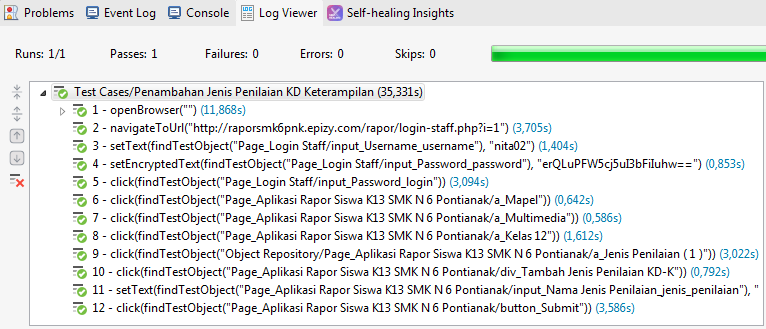 Problems Event Log Console Log Viewer Self-healing Insights
Runs: 1/1 Passes: 1 Failures: 0 Errors: 0 Skips: 0
Test Cases/Penambahan Jenis Penilaian KD Keterampilan (35,331s)
1 - openBrowser("") (11,868s)
2 - navigateToUrl("http://raporsmk6pnk.epizy.com/rapor/login-staff.php?i=1") (3,705s)
3 - setText(findTestObject("Page_Login Staff/input_Username_username"), "nita02") (1,404s)
4 - setEncryptedText(findTestObject("Page_Login Staff/input_Password_password"), "erQLuPFW5cj5uI3bFiIuhw==") (0,853s)
5 - click(findTestObject("Page_Login Staff/input_Password_login")) (3,094s)
6 - click(findTestObject("Page_Aplikasi Rapor Siswa K13 SMK N 6 Pontianak/a_Mapel")) (0,642s)
7 - click(findTestObject("Page_Aplikasi Rapor Siswa K13 SMK N 6 Pontianak/a_Multimedia")) (0,586s)
8 - click(findTestObject("Page_Aplikasi Rapor Siswa K13 SMK N 6 Pontianak/a_Kelas 12")) (1,612s)
9 - click(findTestObject("Object Repository/Page_Aplikasi Rapor Siswa K13 SMK N 6 Pontianak/a_Jenis Penilaian ( 1 )")) (3,022s)
10 - click(findTestObject("Page_Aplikasi Rapor Siswa K13 SMK N 6 Pontianak/div_Tambah Jenis Penilaian KD-K")) (0,792s)
11 - setText(findTestObject("Page_Aplikasi Rapor Siswa K13 SMK N 6 Pontianak/input_Nama Jenis Penilaian_jenis_penilaian"), "
12 - click(findTestObject("Page_Aplikasi Rapor Siswa K13 SMK N 6 Pontianak/button_Submit")) (3,586s)